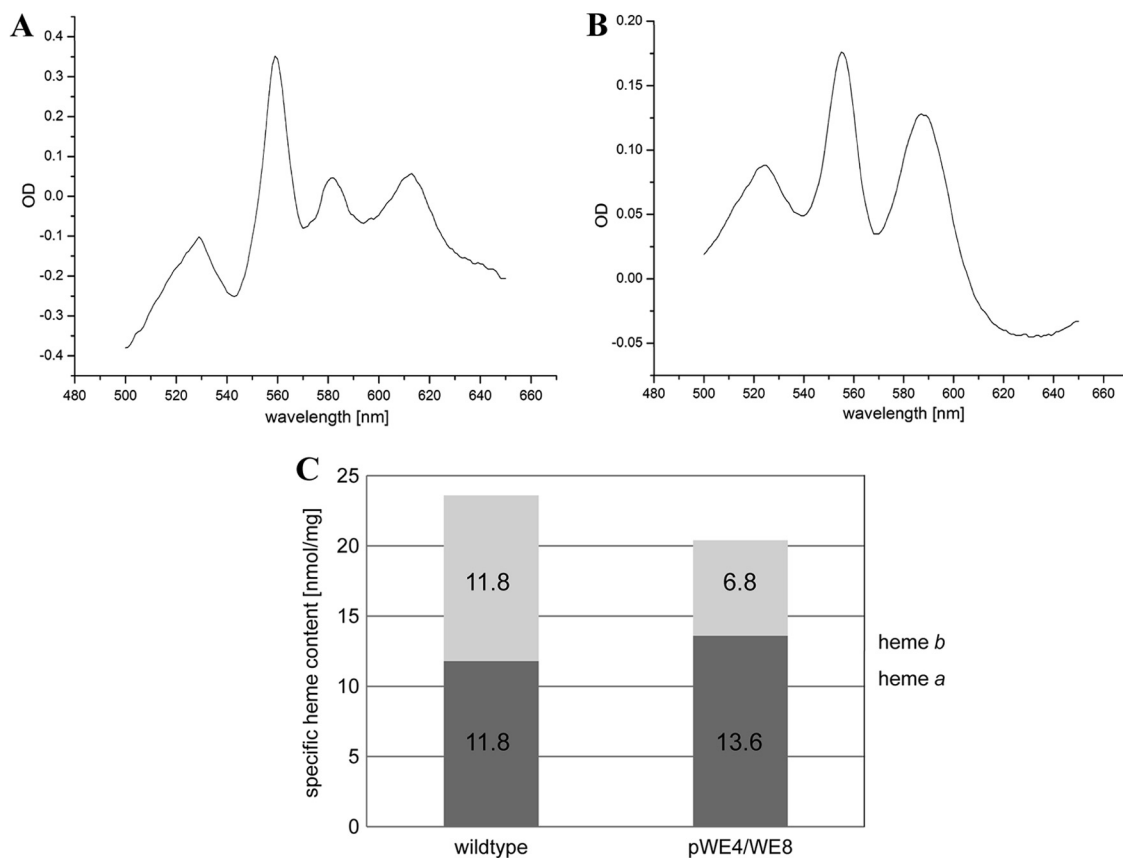 A
OD
0.4
0.3
0.2
0.1
0.0
-0.1
-0.2
-0.3
-0.4
480 500 520 540 560 580 600 620 640 660
wavelength [nm]
B
OD
0.20
0.15
0.10
0.05
0.00
-0.05
480 500 520 540 560 580 600 620 640 660
wavelength [nm]
C
specific heme content [nmol/mg]
25
20
15
10
5
0
11.8
11.8
6.8
13.6
wildtype
pWE4/WE8
heme b
heme a